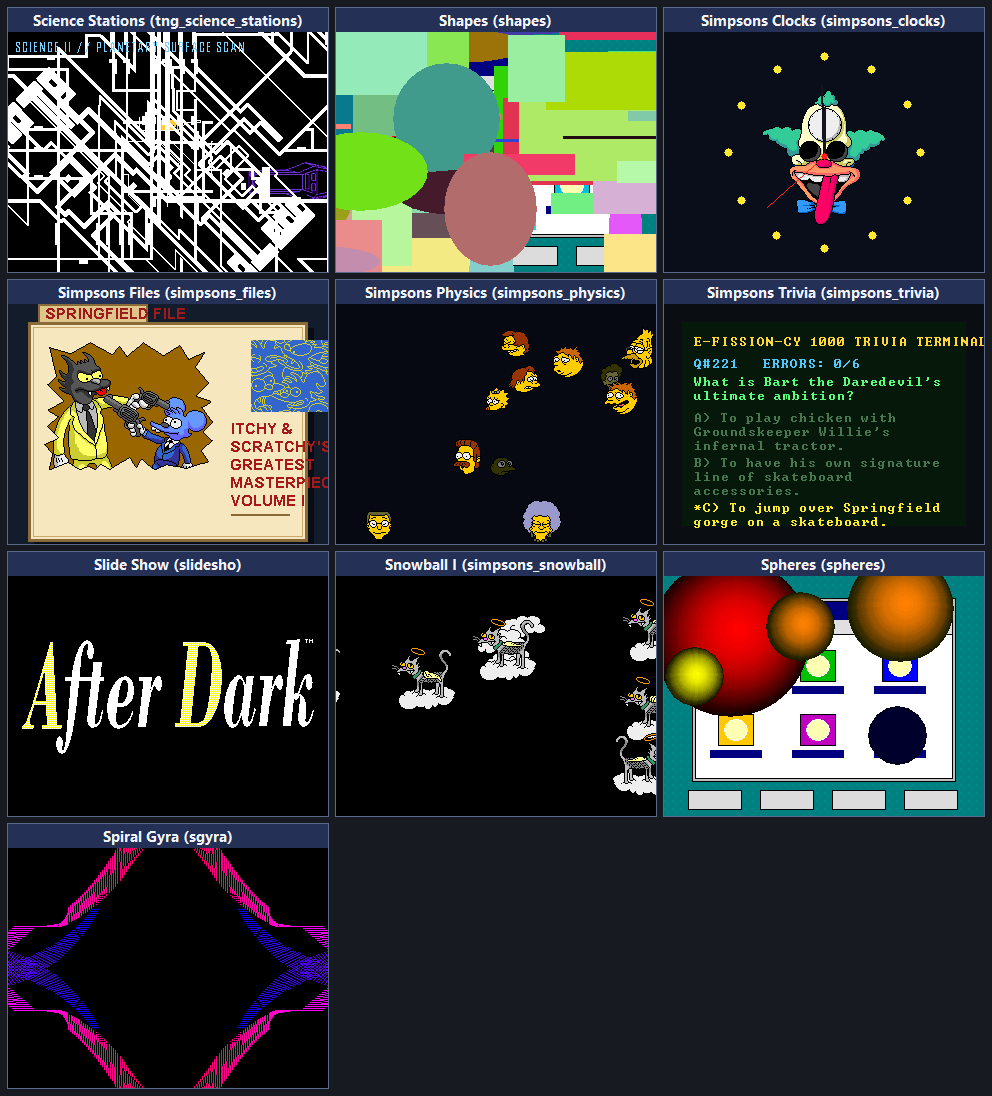 Science Stations (tng_science_stations)
SCIENCE II // PLANETARY SURFACE SCAN
Shapes (shapes)
Simpsons Clocks (simpsons_clocks)
Simpsons Files (simpsons_files)
SPRINGFIELD FILE
ITCHY &
SCRATCHY'S
GREATEST
MASTERPIEC
VOLUME I
Simpsons Physics (simpsons_physics)
Simpsons Trivia (simpsons_trivia)
E-FISSION-CY 1000 TRIVIA TERMINAL
Q#221 ERRORS: 0/6
What is Bart the Daredevil's
ultimate ambition?
A) To play chicken with
Groundskeeper Willie's
infernal tractor.
B) To have his own signature
line of skateboard
accessories.
*C) To jump over Springfield
gorge on a skateboard.
Slide Show (slidesho)
After Dark™
Snowball I (simpsons_snowball)
Spheres (spheres)
Spiral Gyra (sgyra)